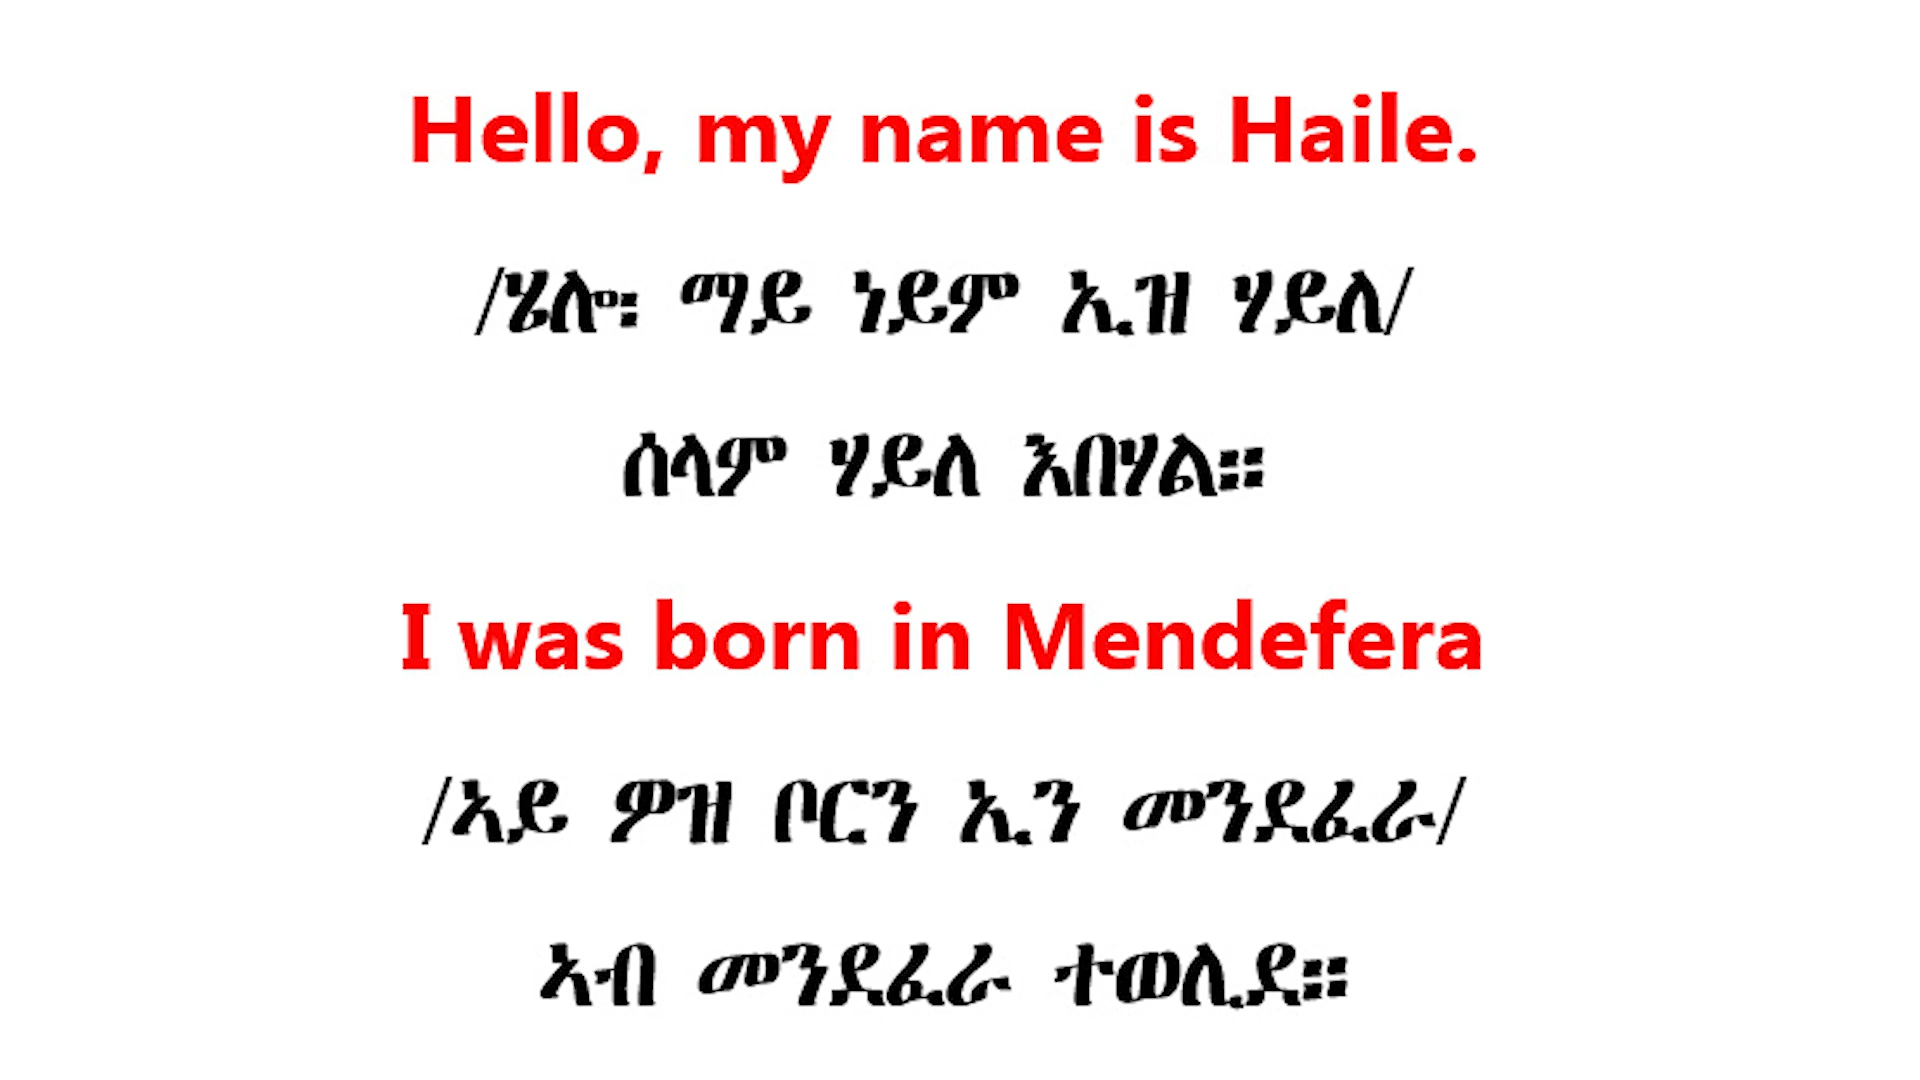 Hello, my name is Haile.
/ሄሎ፡ ማይ ነይም ኢዝ ሃይለ/
ሰላም ሃይለ እበሃል።
I was born in Mendefera
/ኣይ ዎዝ ቦርን ኢን መንደፈራ/
ኣብ መንደፈራ ተወሊደ።